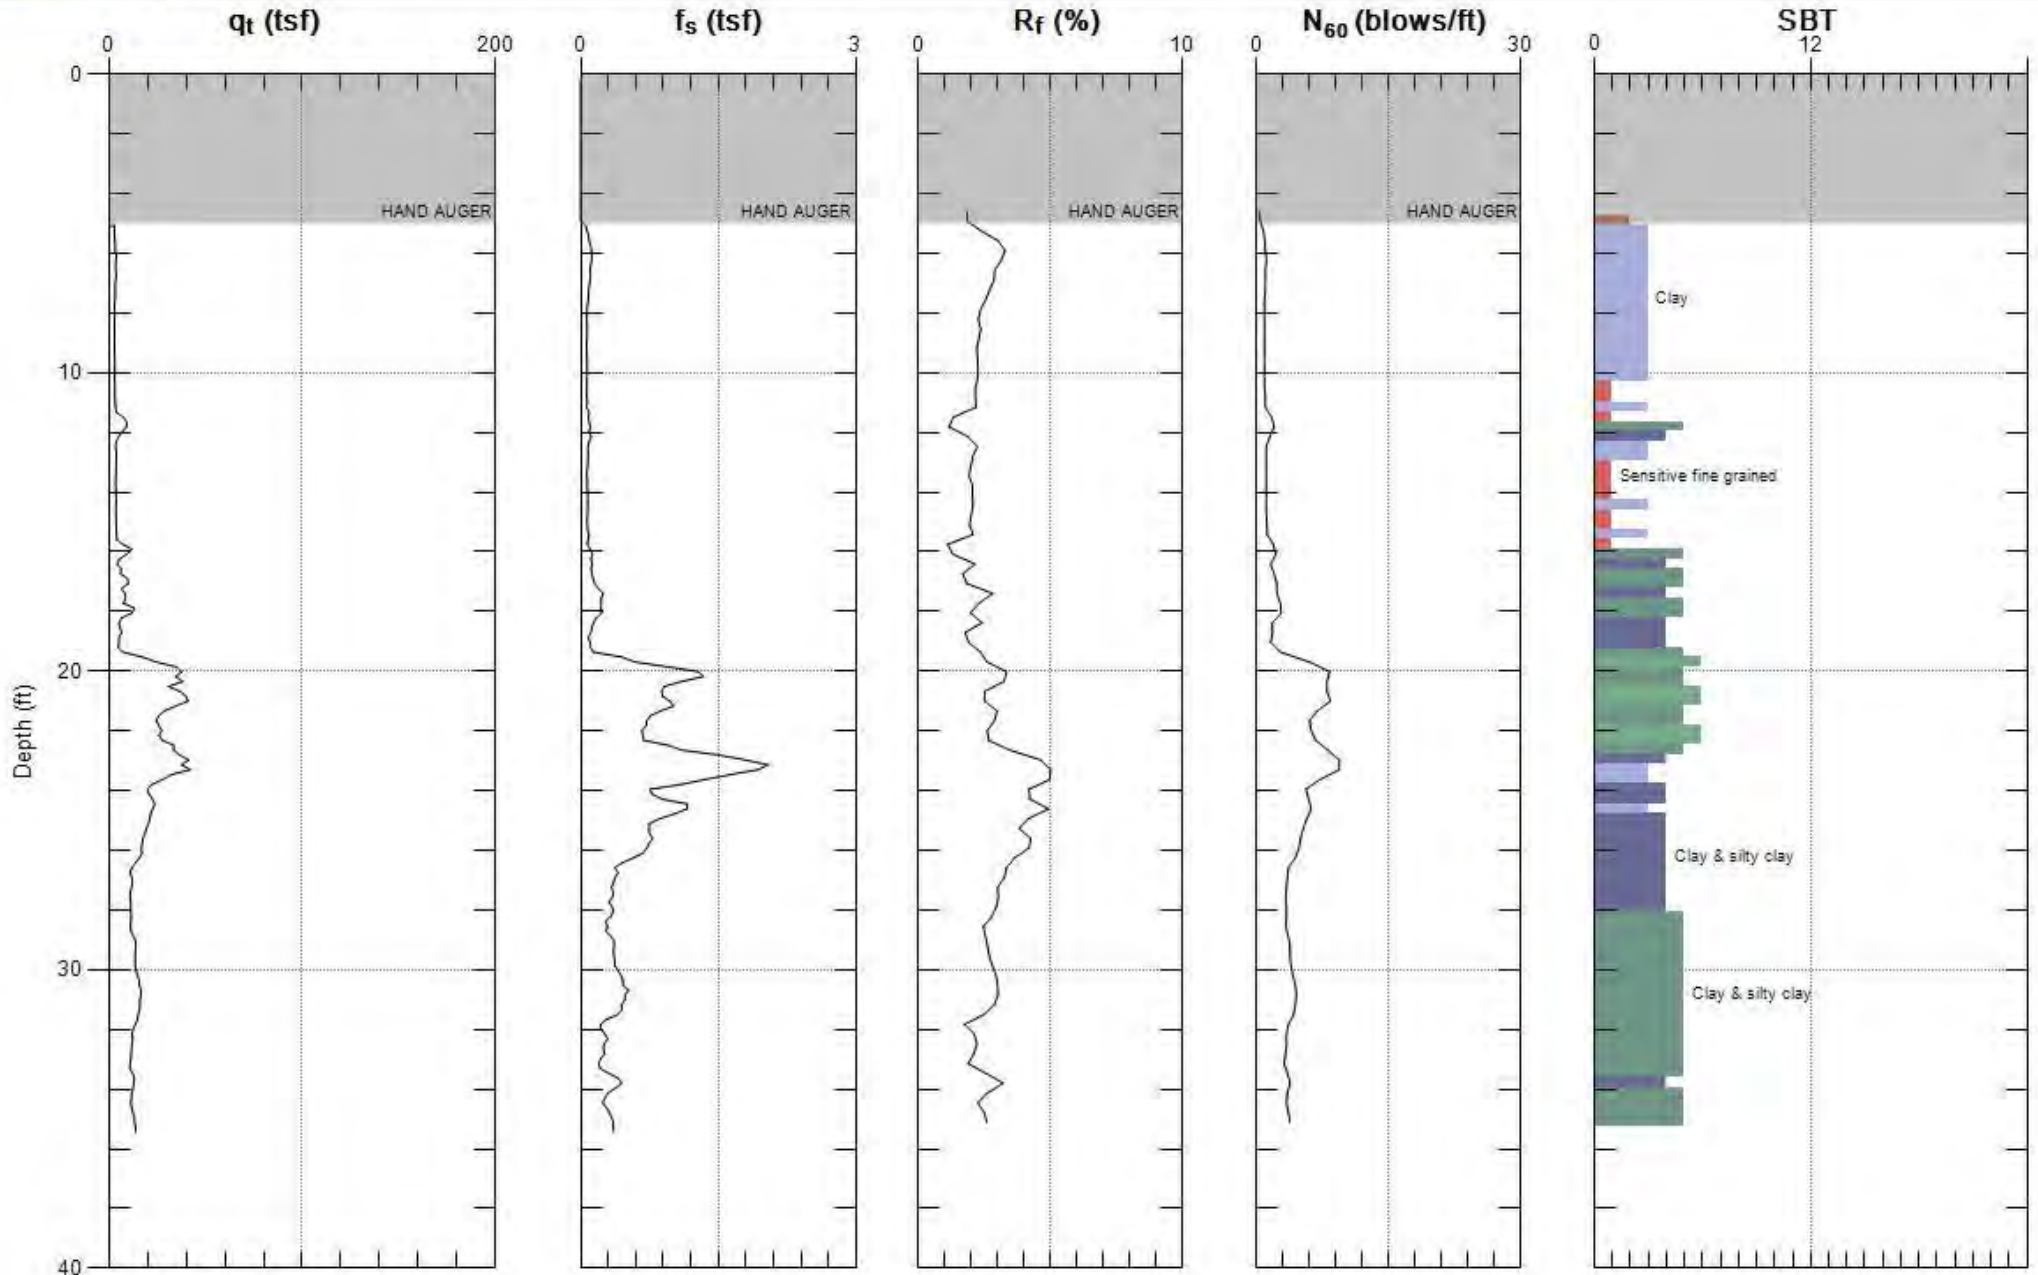 qt (tsf)
fs (tsf)
Rf (%)
N60 (blows/ft)
SBT
0
200
0
3
0
10
0
30
0
12
0
HAND AUGER
HAND AUGER
HAND AUGER
HAND AUGER
Clay
10
Sensitive fine grained
20
Depth (ft)
Clay & silty clay
30
Clay & silty clay
40